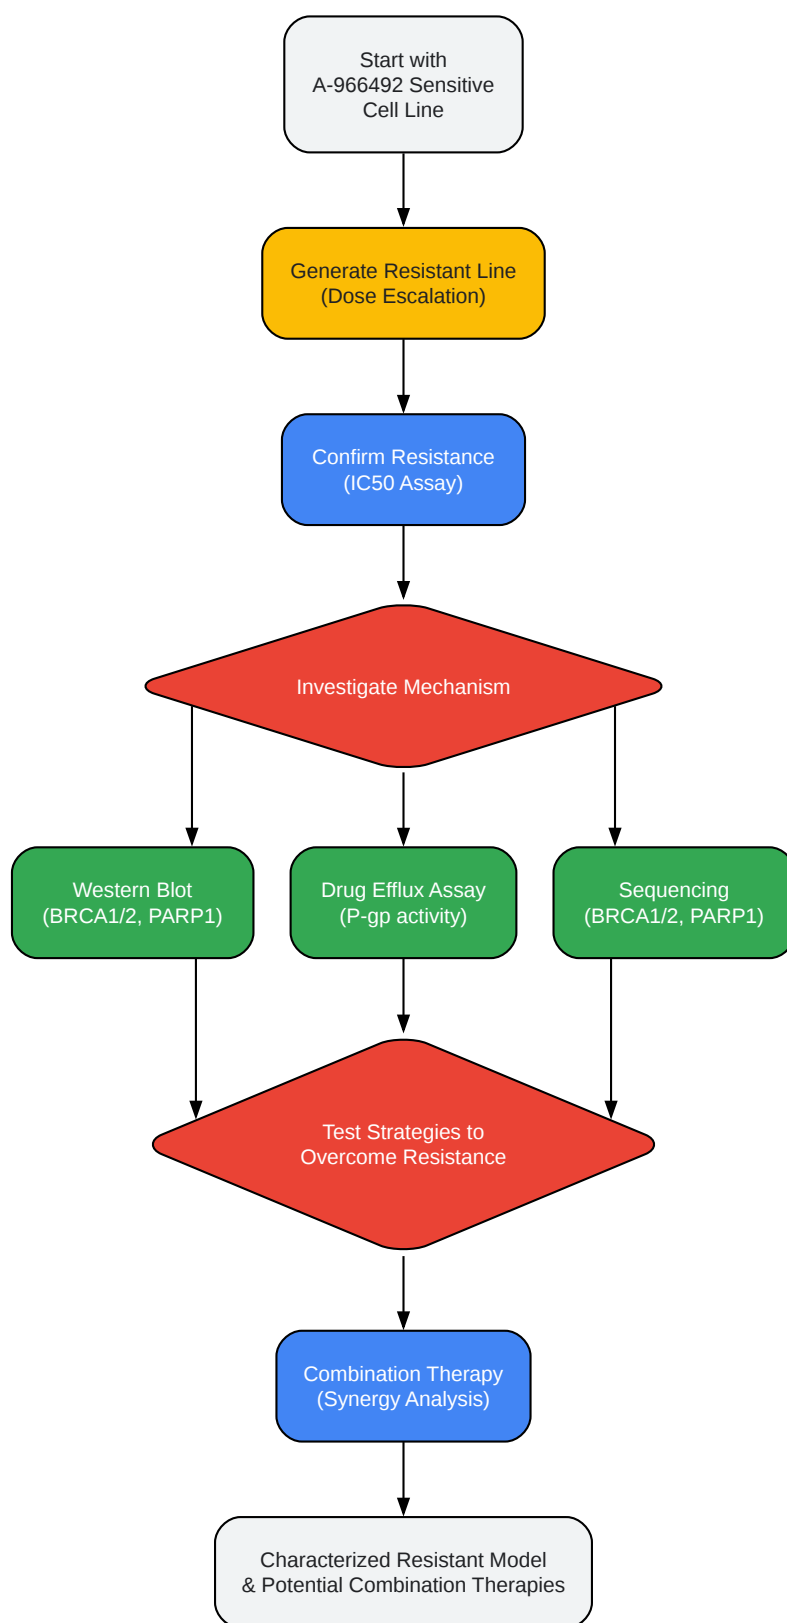 Start with
A-966492 Sensitive
Cell Line
Generate Resistant Line
(Dose Escalation)
Confirm Resistance
(IC50 Assay)
Investigate Mechanism
Western Blot
(BRCA1/2, PARP1)
Drug Efflux Assay
(P-gp activity)
Sequencing
(BRCA1/2, PARP1)
Test Strategies to
Overcome Resistance
Combination Therapy
(Synergy Analysis)
Characterized Resistant Model
& Potential Combination Therapies